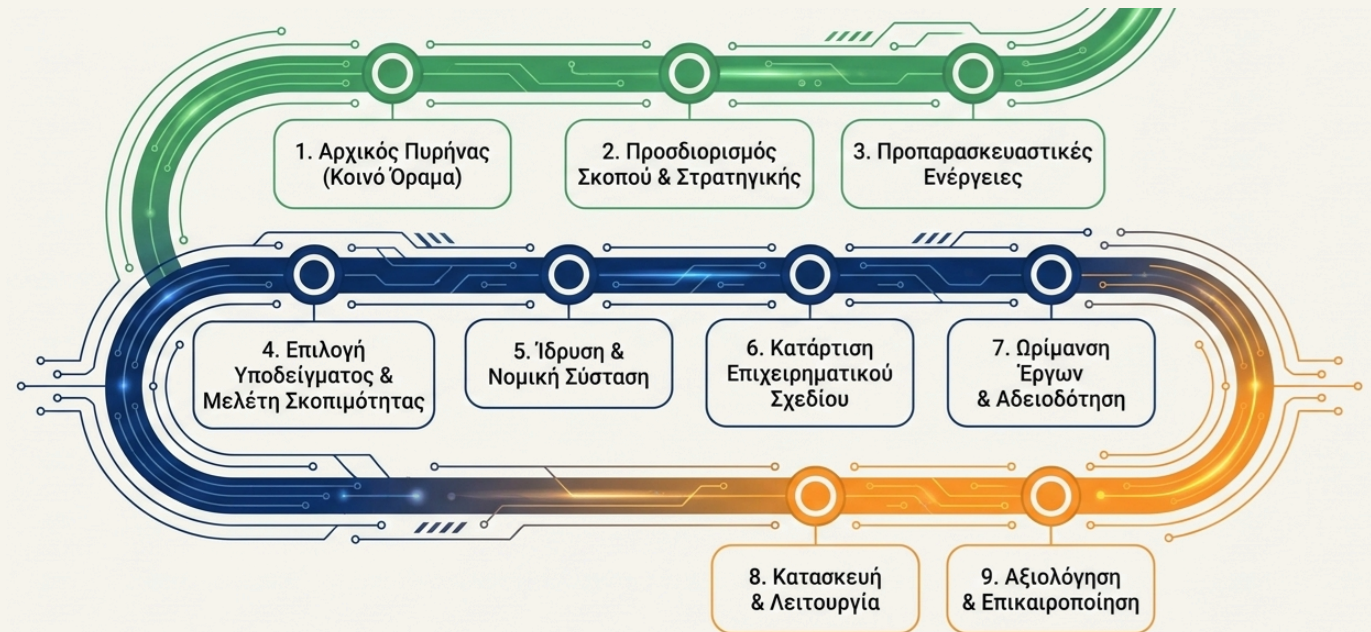 1. Αρχικός Πυρήνας
(Κοινό Όραμα)
2. Προσδιορισμός
Σκοπού & Στρατηγικής
3. Προπαρασκευαστικές
Ενέργειες
4. Επιλογή
Υποδείγματος &
Μελέτη Σκοπιμότητας
5. Ίδρυση &
Νομική Σύσταση
6. Κατάρτιση
Επιχειρηματικού
Σχεδίου
7. Ωρίμανση
Έργων
& Αδειοδότηση
8. Κατασκευή
& Λειτουργία
9. Αξιολόγηση
& Επικαιροποίηση